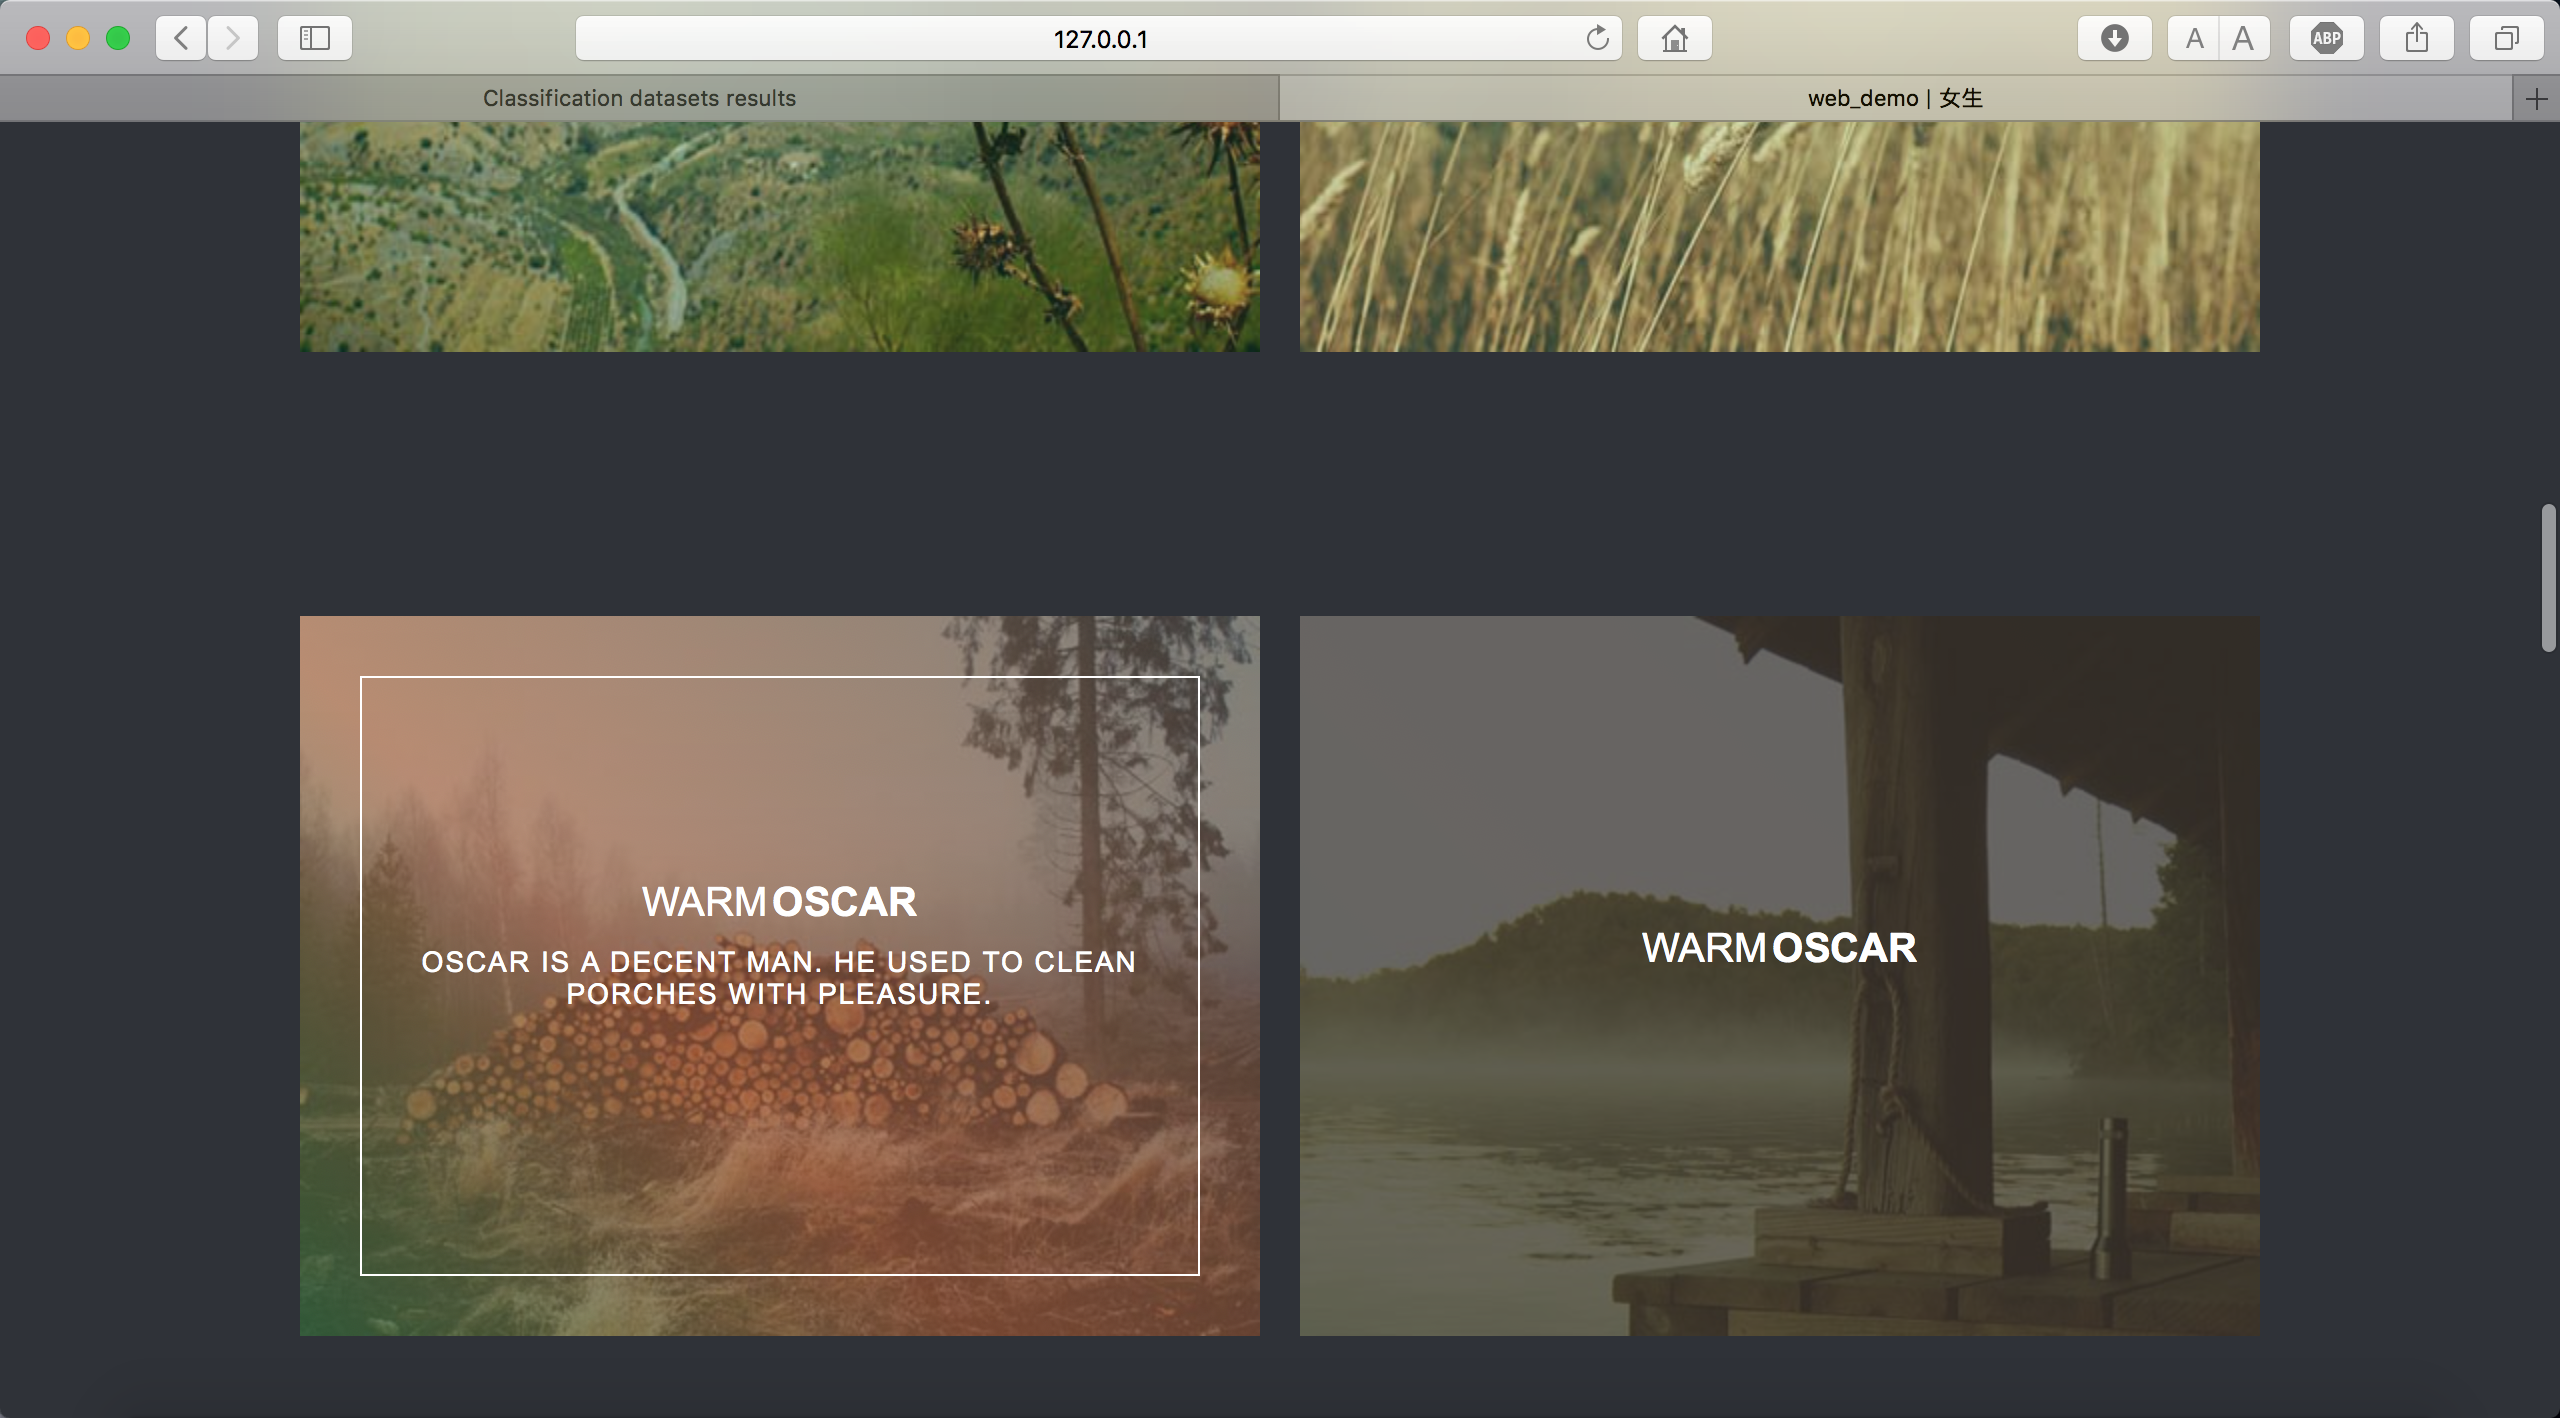 127.0.0.1
A A
ABP
Classification datasets results
web_demo | 女生
WARM OSCAR
OSCAR IS A DECENT MAN. HE USED TO CLEAN
PORCHES WITH PLEASURE.
WARM OSCAR